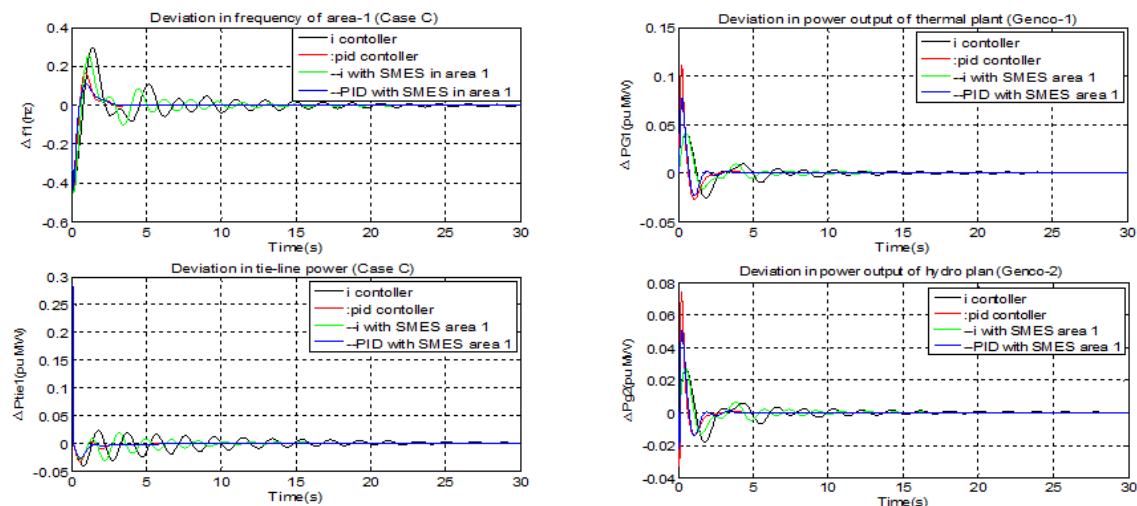 Deviation in frequency of area-1 (Case C)
0.4
0.2
0
-0.2
-0.4
-0.6
Δ f1(hz)
i contoller
:pid contoller
--i with SMES in area 1
--PID with SMES in area 1
0 5 10 15 20 25 30
Time(s)
Deviation in power output of thermal plant (Genco-1)
0.15
0.1
0.05
0
-0.05
Δ PG1(pu MW)
i contoller
:pid contoller
--i with SMES area 1
--PID with SMES area 1
0 5 10 15 20 25 30
Time(s)
Deviation in tie-line power (Case C)
0.3
0.25
0.2
0.15
0.1
0.05
0
-0.05
Δ Ptie1(pu MW)
i contoller
:pid contoller
--i with SMES area 1
--PID with SMES area 1
0 5 10 15 20 25 30
Time(s)
Deviation in power output of hydro plan (Genco-2)
0.08
0.06
0.04
0.02
0
-0.02
-0.04
ΔPg2(pu MW)
i contoller
:pid contoller
--i with SMES area 1
--PID with SMES area 1
0 5 10 15 20 25 30
Time(s)